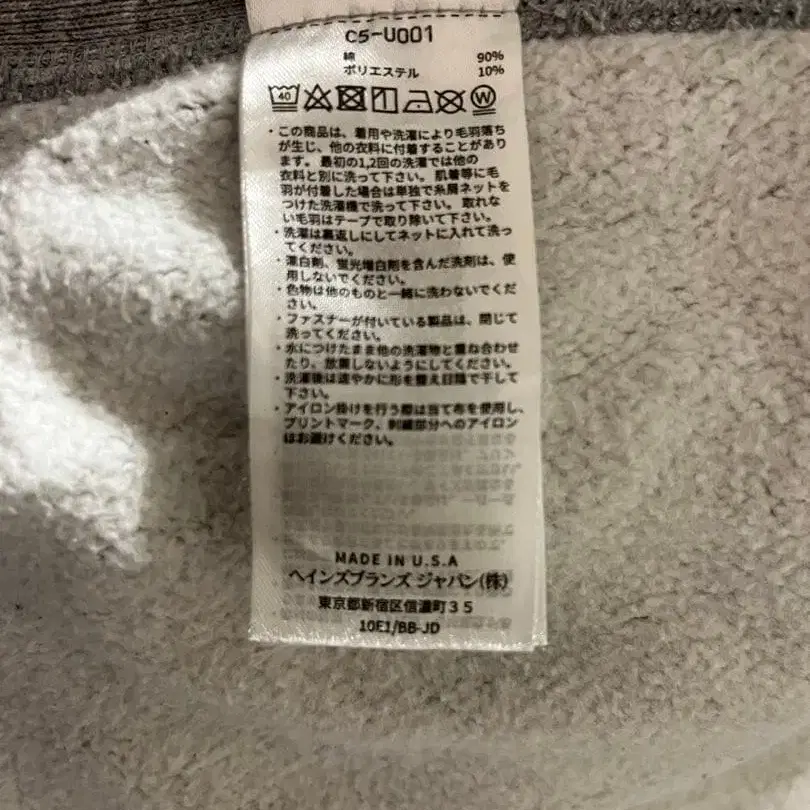 C5-U001
綿 90%
ポリエステル 10%
40 W
・この商品は、着用や洗濯により毛羽落ち
が生じ、他の衣料に付着することがあり
ます。最初の1,2回の洗濯では他の
衣料と別に洗って下さい。肌着等に毛
羽が付着した場合は単独で糸屑ネットを
つけた洗濯機で洗って下さい。取れな
い毛羽はテープで取り除いて下さい。
・洗濯は裏返しにしてネットに入れて洗っ
てください。
・漂白剤、蛍光増白剤を含んだ洗剤は、使
用しないでください。
・色物は他のものと一緒に洗わないでくだ
さい。
・ファスナーが付いている製品は、閉じて
洗ってください。
・水につけたまま他の洗濯物と重ね合わせ
たり、放置しないようにしてください。
・洗濯後は速やかに形を整え日陰で干して
下さい。
・アイロン掛けを行う際は当て布を使用し、
プリントマーク、刺繍部分へのアイロン
はお避けください。
MADE IN U.S.A
ヘインズブランズ ジャパン(株)
東京都新宿区信濃町35
10E1/BB-JD